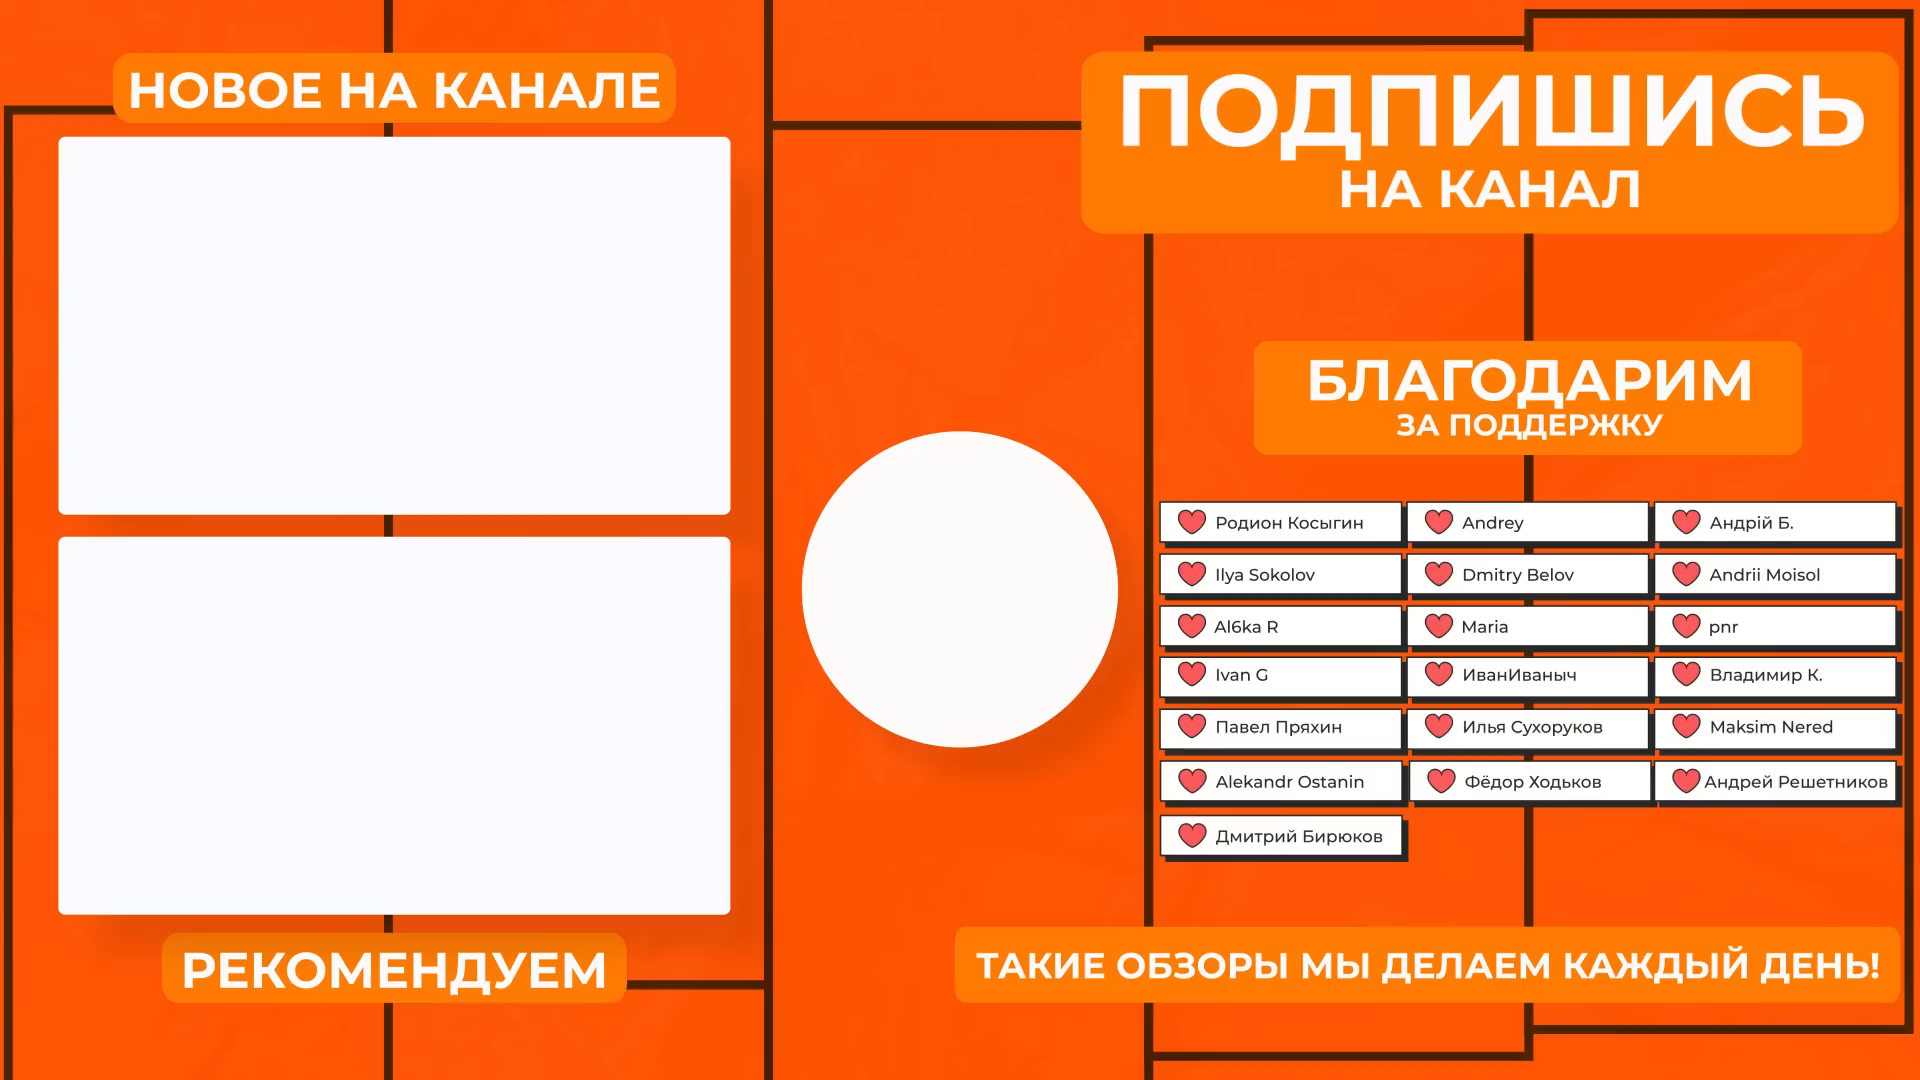 НОВОЕ НА КАНАЛЕ
РЕКОМЕНДУЕМ
ПОДПИШИСЬ
НА КАНАЛ
БЛАГОДАРИМ
ЗА ПОДДЕРЖКУ
Родион Косыгин
Andrey
Андрій Б.
Ilya Sokolov
Dmitry Belov
Andrii Moisol
Al6ka R
Maria
pnr
Ivan G
ИванИваныч
Владимир К.
Павел Пряхин
Илья Сухоруков
Maksim Nered
Alekandr Ostanin
Фёдор Ходьков
Андрей Решетников
Дмитрий Бирюков
ТАКИЕ ОБЗОРЫ МЫ ДЕЛАЕМ КАЖДЫЙ ДЕНЬ!